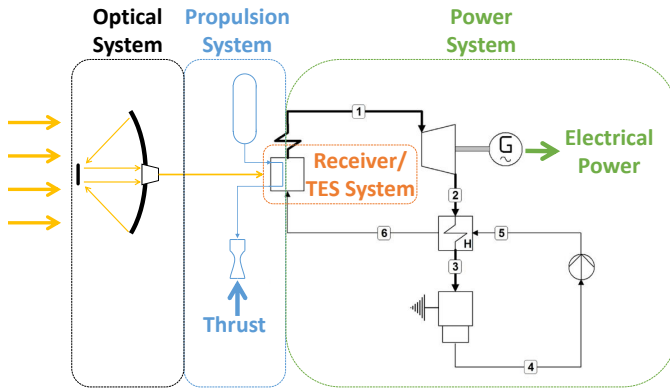 Optical
System
Propulsion
System
Power
System
1
G
Electrical
Power
Receiver/
TES System
2
6
5
H
3
Thrust
4